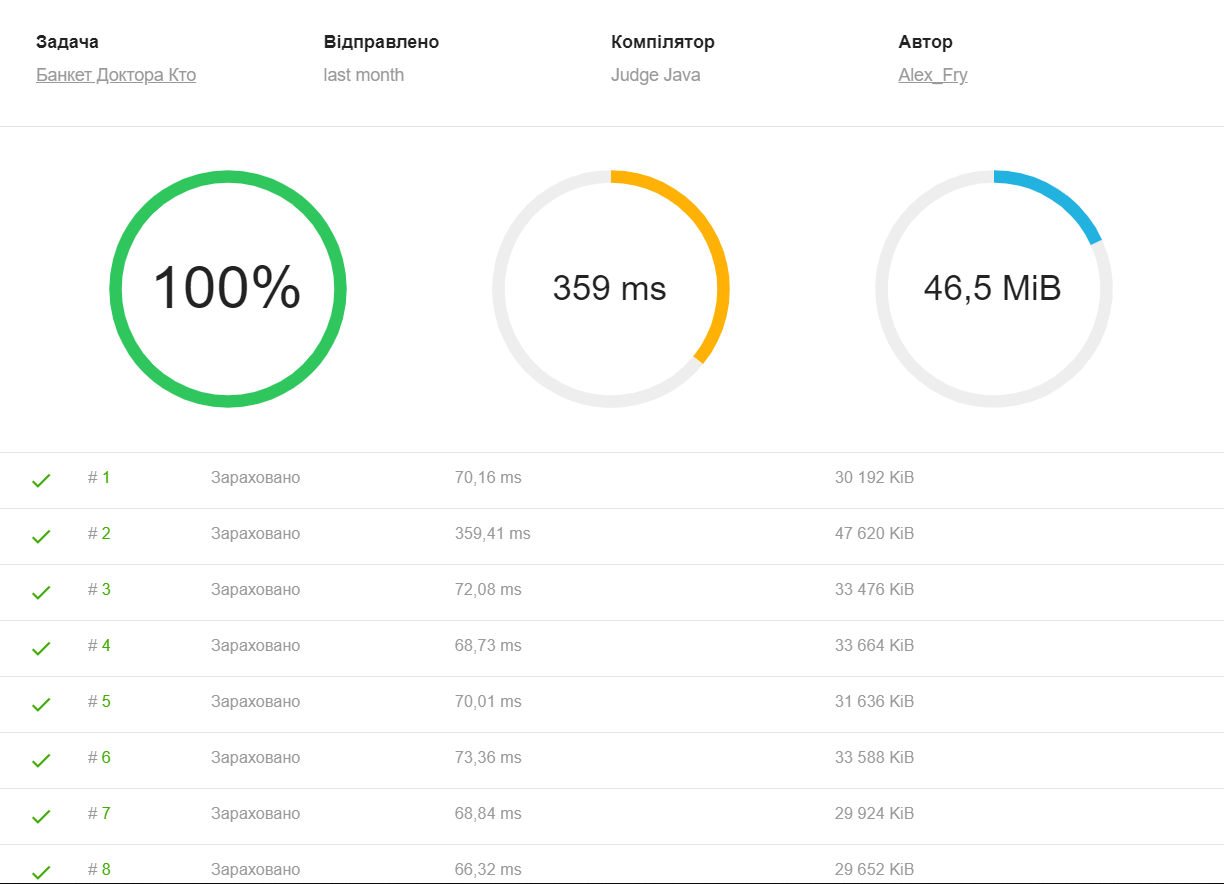 Задача Відправлено Компілятор Автор
Банкет Доктора Кто last month Judge Java Alex_Fry
100% 359 ms 46,5 MiB
# 1 Зараховано 70,16 ms 30 192 KiB
# 2 Зараховано 359,41 ms 47 620 KiB
# 3 Зараховано 72,08 ms 33 476 KiB
# 4 Зараховано 68,73 ms 33 664 KiB
# 5 Зараховано 70,01 ms 31 636 KiB
# 6 Зараховано 73,36 ms 33 588 KiB
# 7 Зараховано 68,84 ms 29 924 KiB
# 8 Зараховано 66,32 ms 29 652 KiB